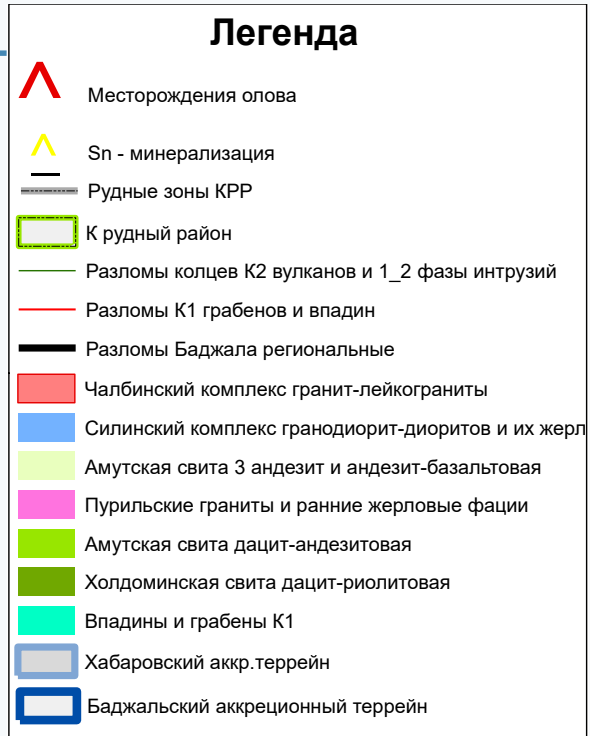 Легенда
Месторождения олова
Sn - минерализация
Рудные зоны КРР
К рудный район
Разломы колцев К2 вулканов и 1_2 фазы интрузий
Разломы К1 грабенов и впадин
Разломы Баджала региональные
Чалбинский комплекс гранит-лейкограниты
Силинский комплекс гранодиорит-диоритов и их жерл
Амутская свита 3 андезит и андезит-базальтовая
Пурильские граниты и ранние жерловые фации
Амутская свита дацит-андезитовая
Холдоминская свита дацит-риолитовая
Впадины и грабены К1
Хабаровский аккр.террейн
Баджальский аккреционный террейн